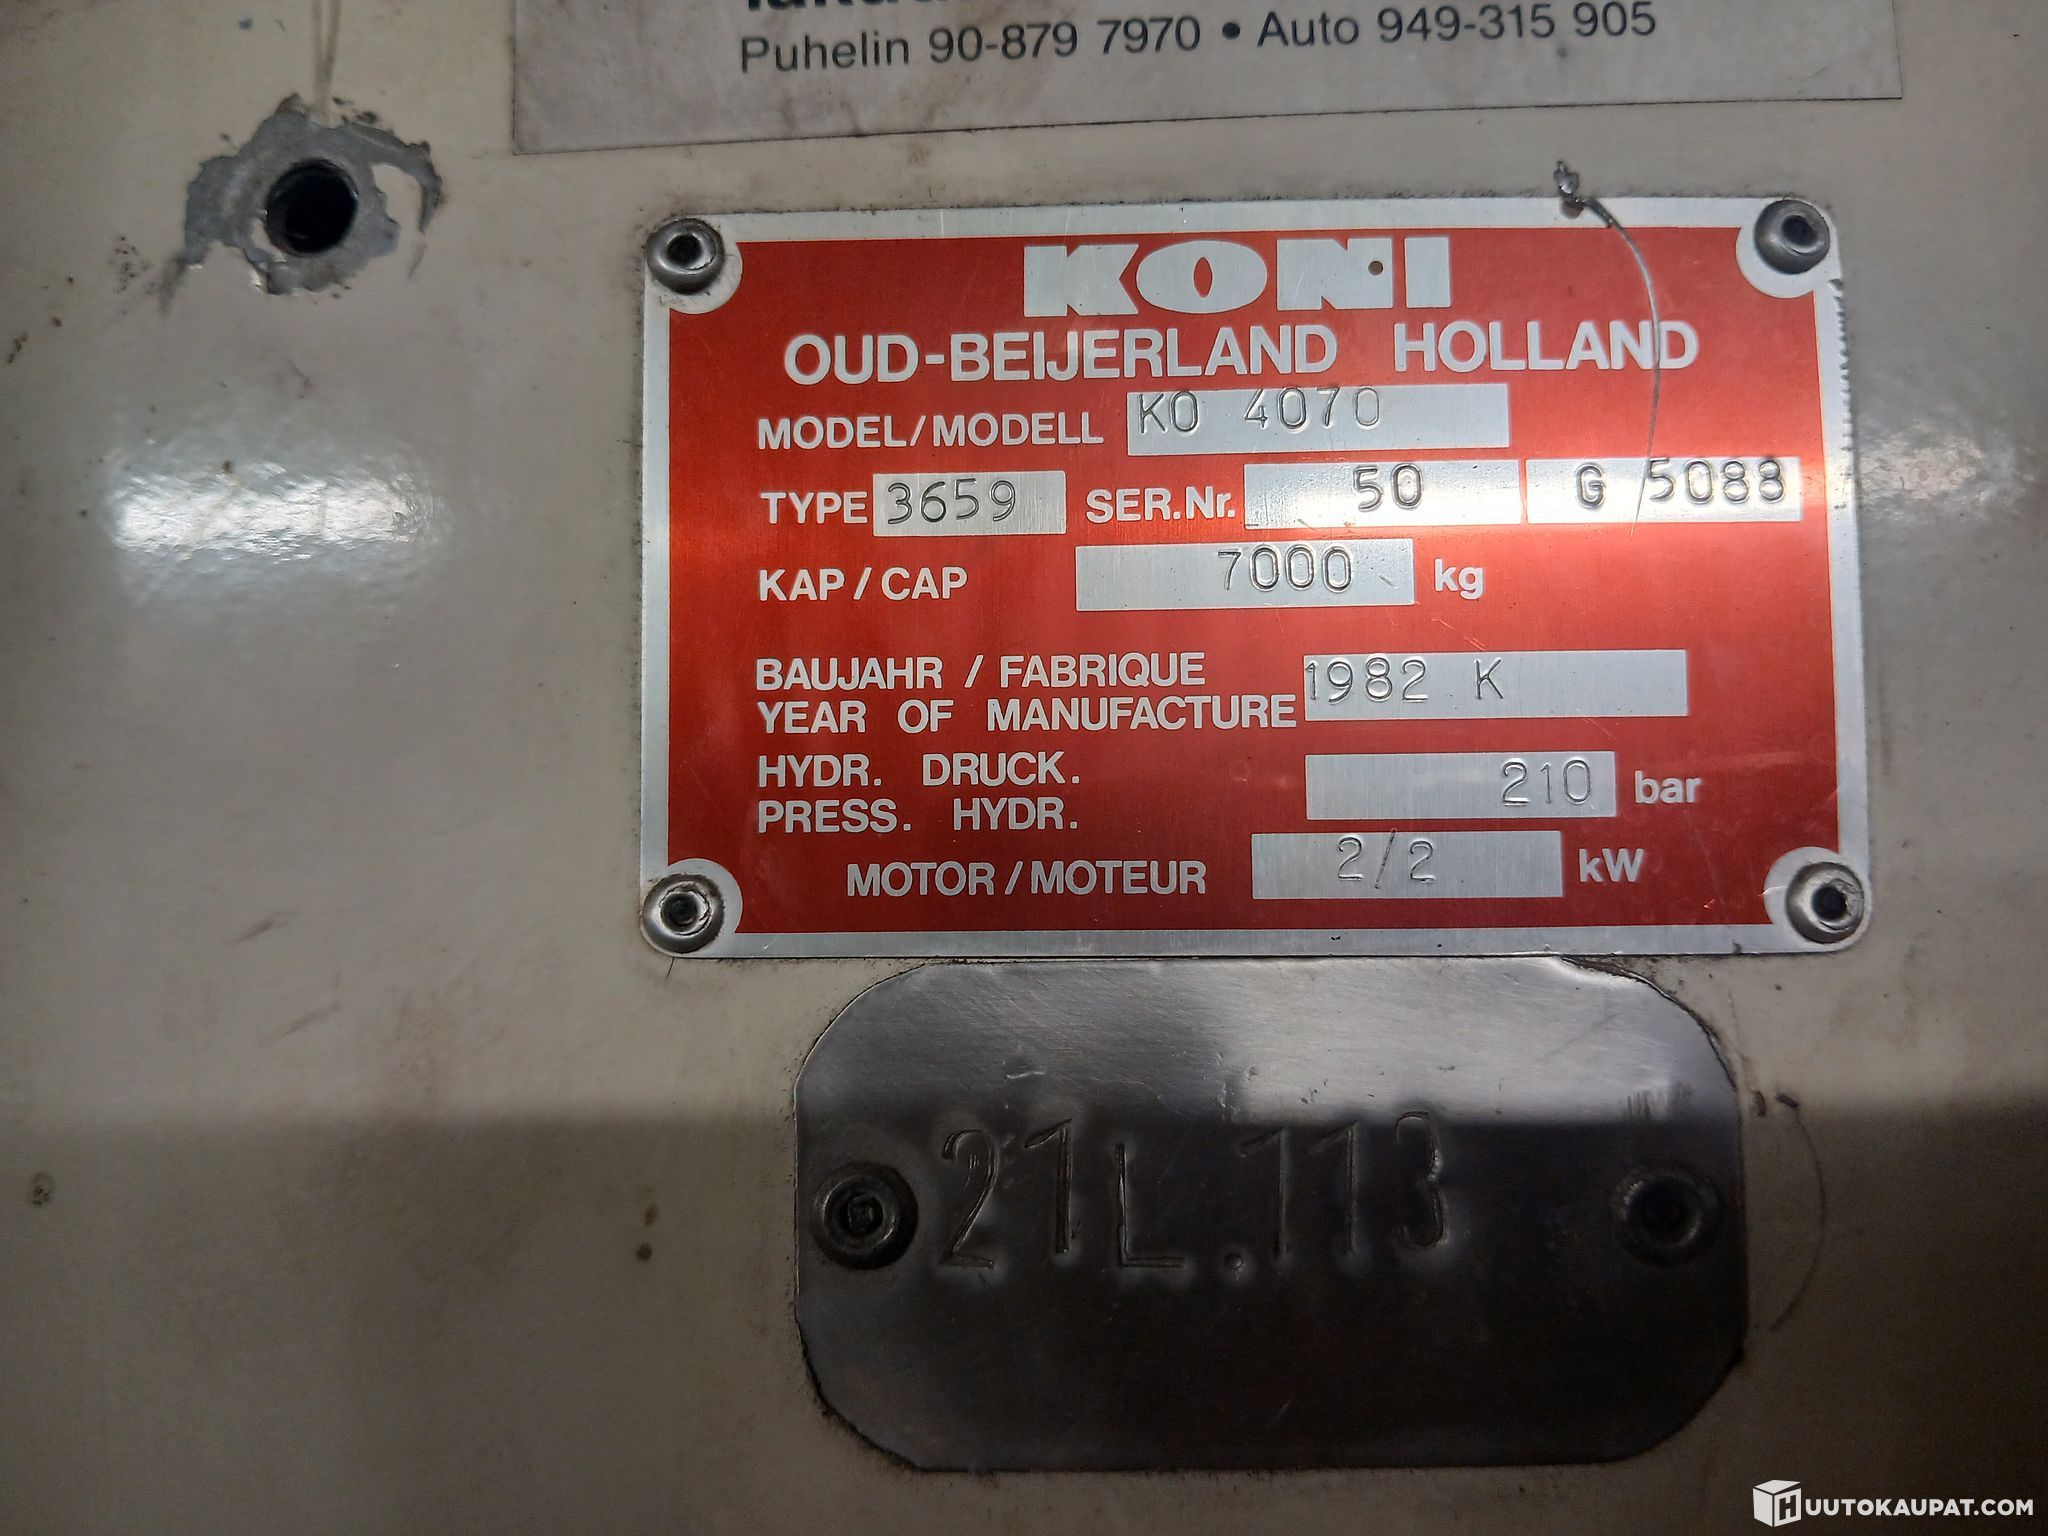 Puhelin 90-879 7970 • Auto 949-315 905
KONI
OUD-BEIJERLAND HOLLAND
MODEL/MODELL KO 4070
TYPE 3659 SER.Nr. 50 G 5088
KAP/CAP 7000 kg
BAUJAHR / FABRIQUE
YEAR OF MANUFACTURE 1982 K
HYDR. DRUCK.
PRESS. HYDR. 210 bar
MOTOR/MOTEUR 2/2 kW
21L.113
HUUTOKAUPAT.COM